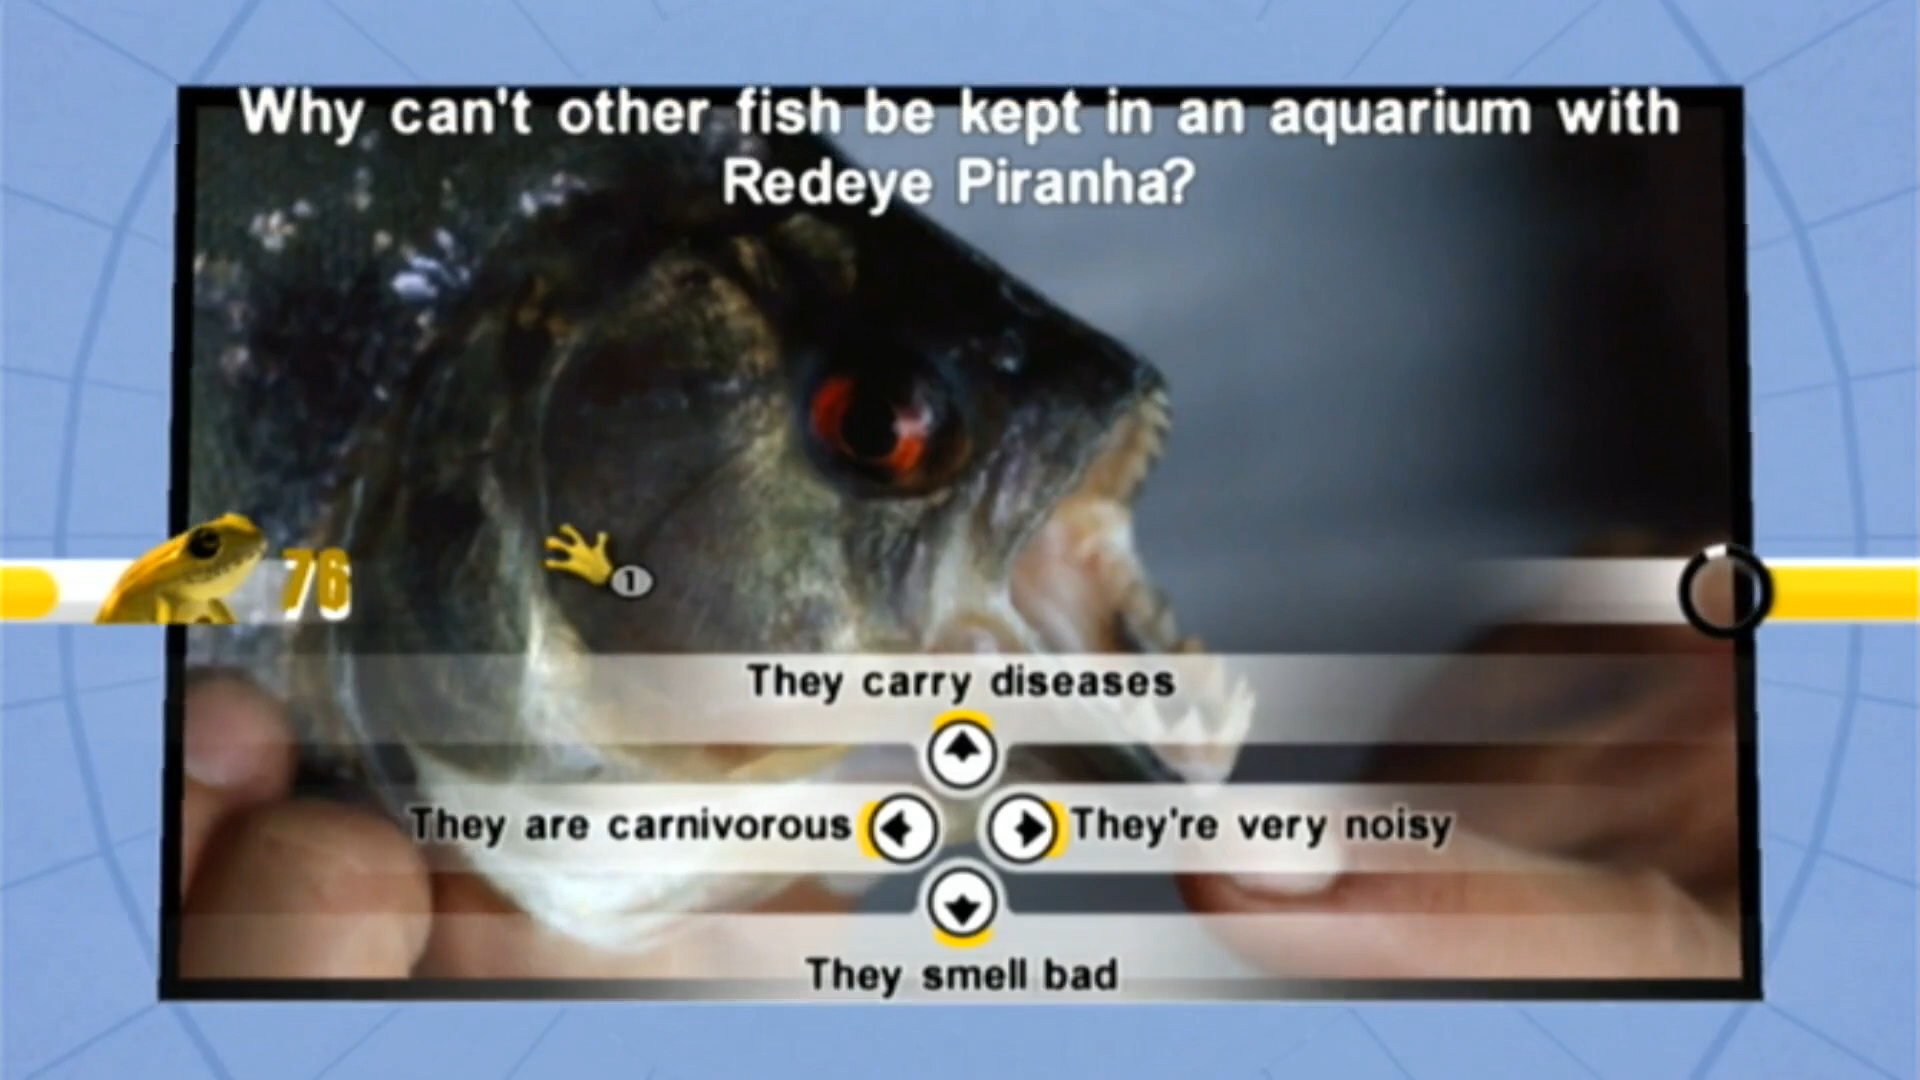 Why can't other fish be kept in an aquarium with
Redeye Piranha?
76
1
They carry diseases
They are carnivorous
They're very noisy
They smell bad